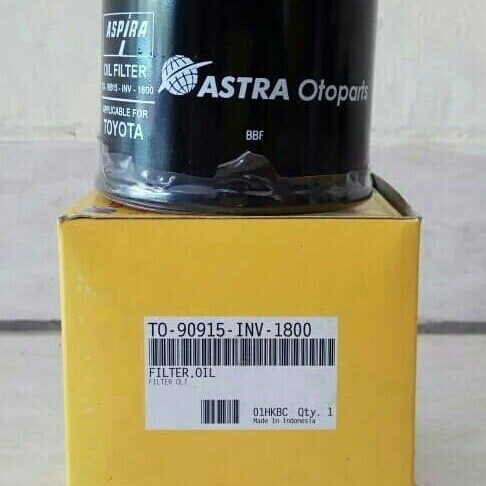 ASPIRA
OIL FILTER
TO-90915-INV-1800
APPLICABLE FOR
TOYOTA
ASTRA Otoparts
BBF
TO-90915-INV-1800
FILTER,OIL
FILTER OLI
01HKBC Qty. 1
Made In Indonesia